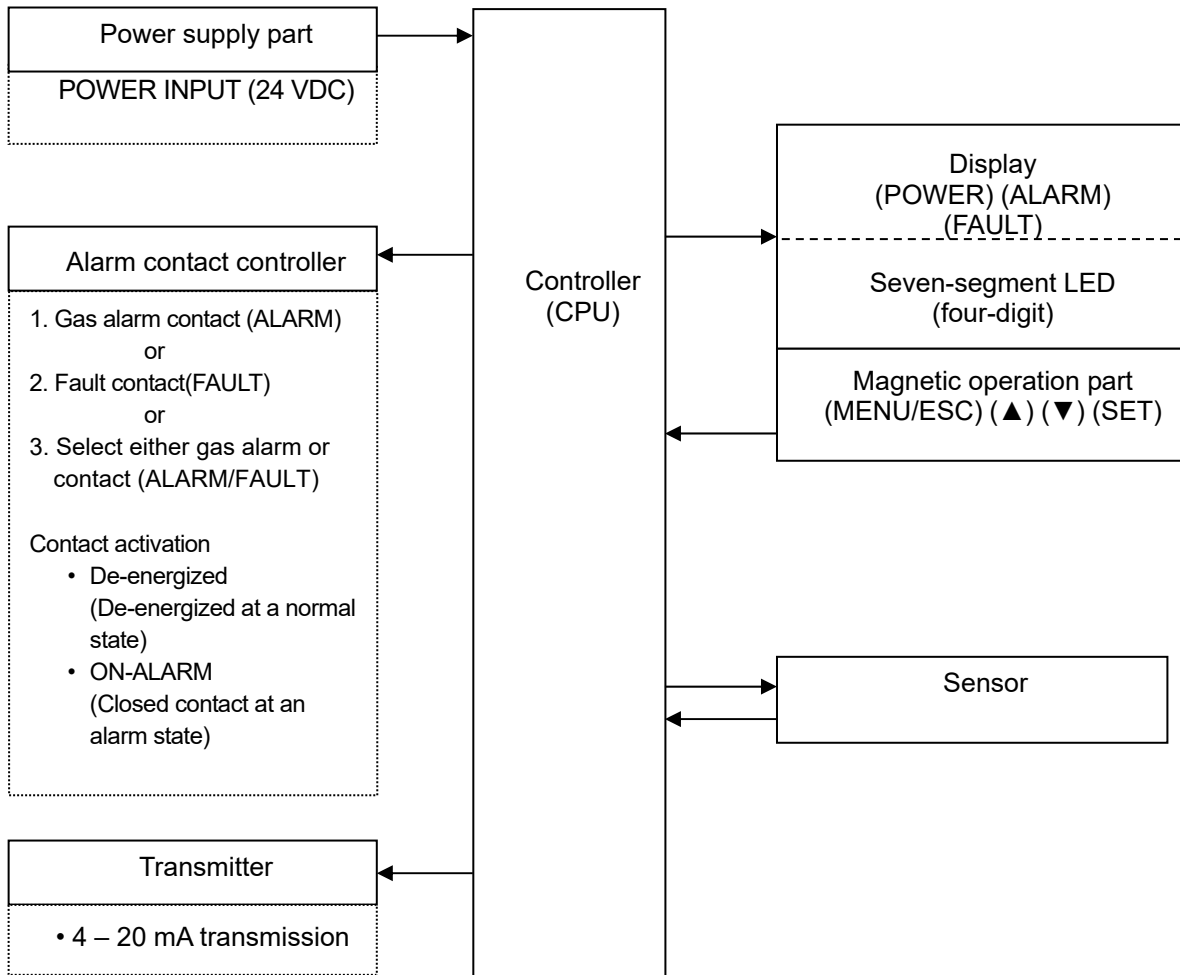 Power supply part
POWER INPUT (24 VDC)
Alarm contact controller
1. Gas alarm contact (ALARM)
or
2. Fault contact(FAULT)
or
3. Select either gas alarm or
contact (ALARM/FAULT)
Contact activation
• De-energized
(De-energized at a normal
state)
• ON-ALARM
(Closed contact at an
alarm state)
Transmitter
• 4 – 20 mA transmission
Controller
(CPU)
Display
(POWER) (ALARM)
(FAULT)
Seven-segment LED
(four-digit)
Magnetic operation part
(MENU/ESC) (▲) (▼) (SET)
Sensor